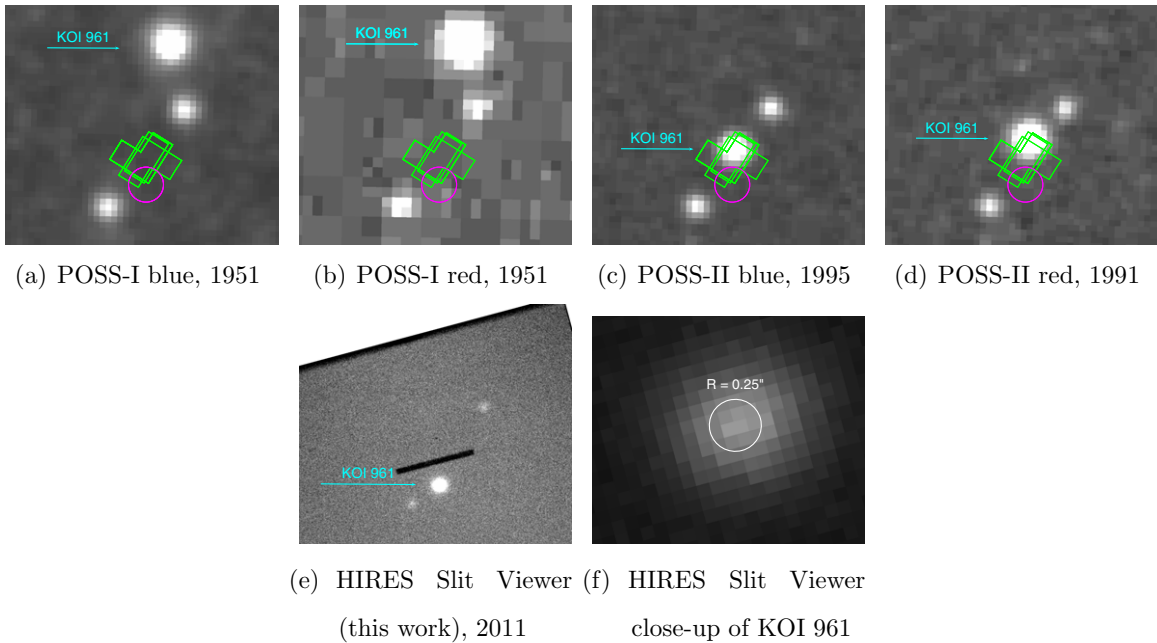 KOI 961
KOI 961
KOI 961
KOI 961
(a) POSS-I blue, 1951
(b) POSS-I red, 1951
(c) POSS-II blue, 1995
(d) POSS-II red, 1991
KOI 961
R = 0.25"
(e) HIRES Slit Viewer
(this work), 2011
(f) HIRES Slit Viewer
close-up of KOI 961